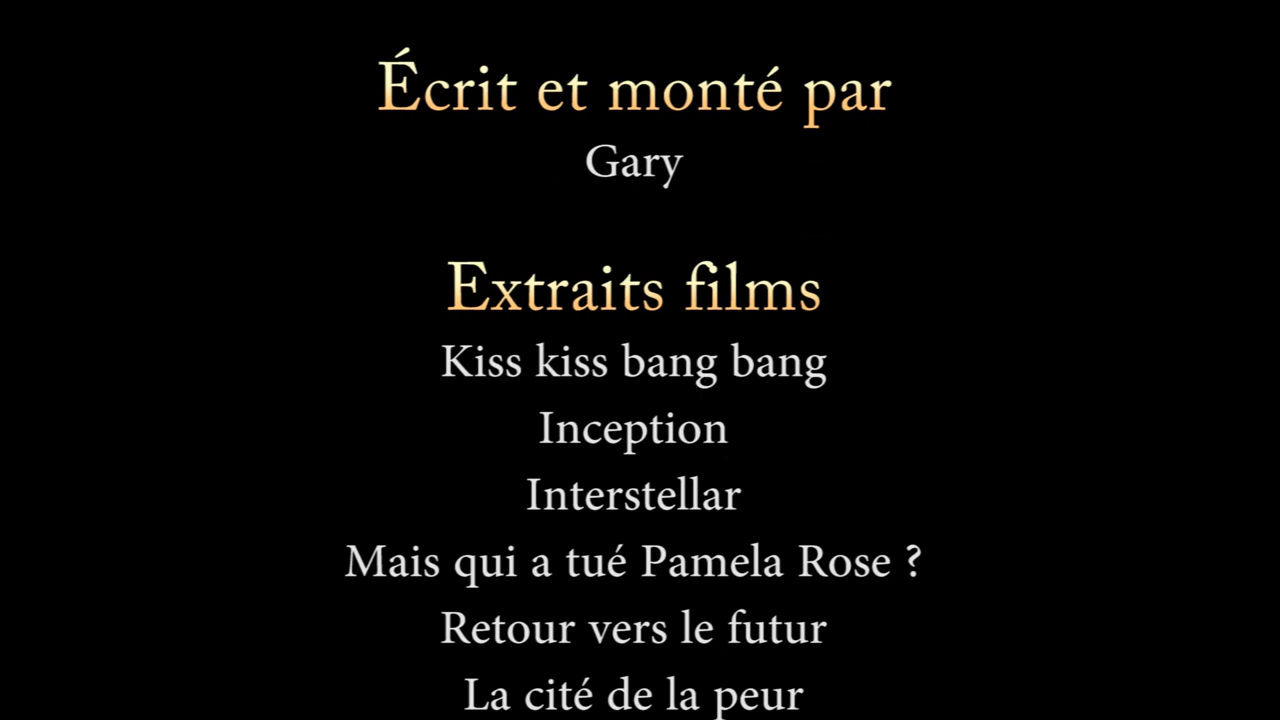 Écrit et monté par
Gary
Extraits films
Kiss kiss bang bang
Inception
Interstellar
Mais qui a tué Pamela Rose ?
Retour vers le futur
La cité de la peur